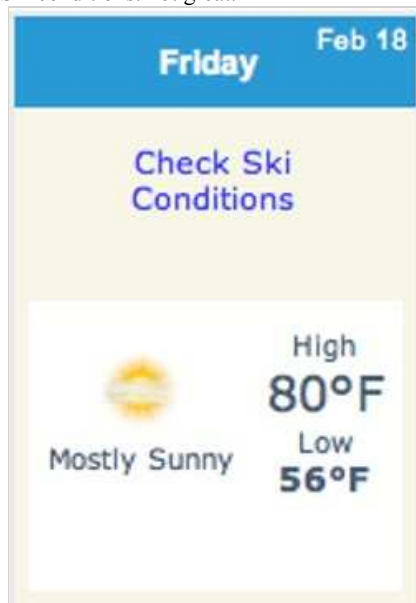 Feb 18
Friday
Check Ski
Conditions
High
80°F
Mostly Sunny
Low
56°F